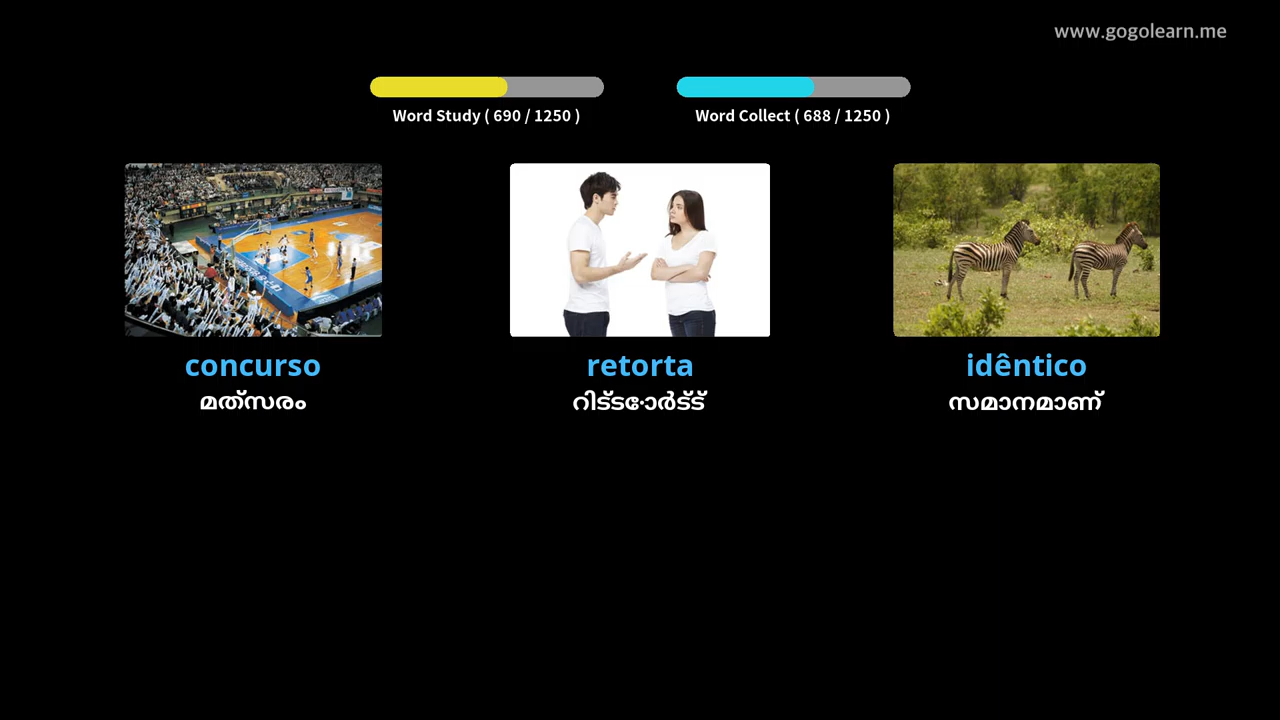 www.gogolearn.me
Word Study ( 690 / 1250 )
Word Collect ( 688 / 1250 )
concurso
retorta
idêntico
മത്സരം
റിട്ടോർട്ട്
സമാനമാണ്